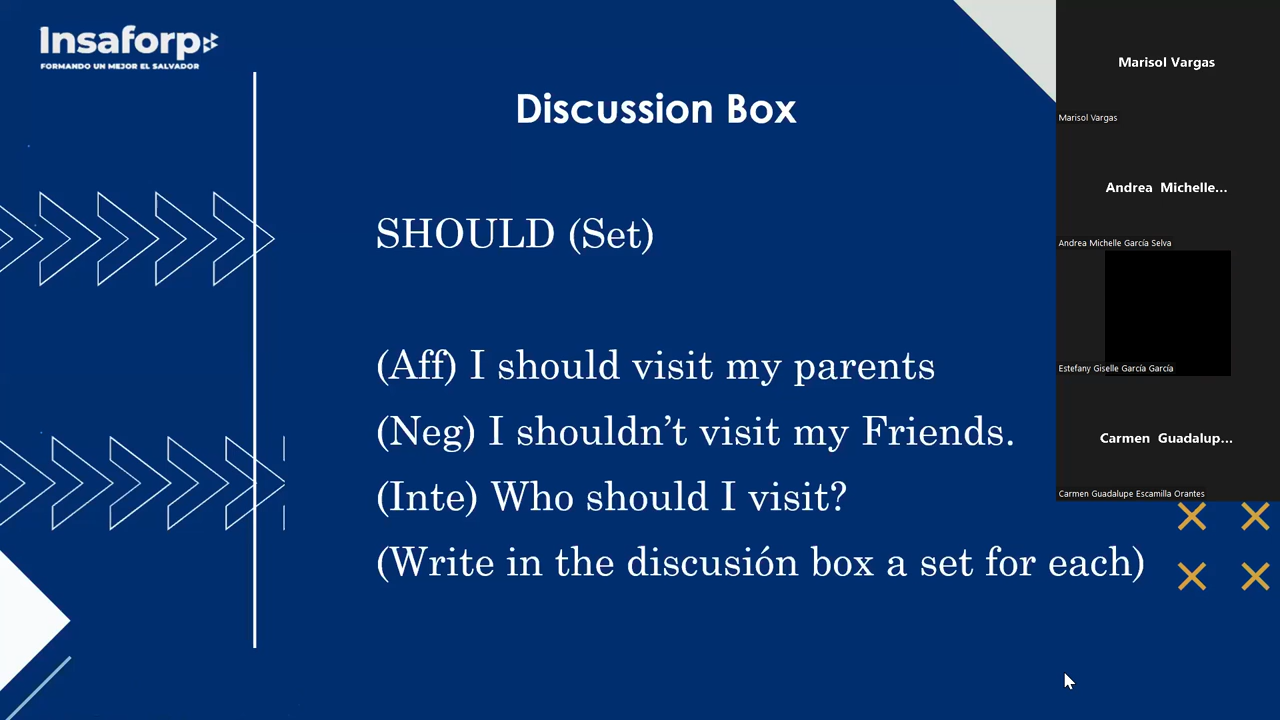 Insaforp
FORMANDO UN MEJOR EL SALVADOR
Discussion Box
SHOULD (Set)
(Aff) I should visit my parents
(Neg) I shouldn’t visit my Friends.
(Inte) Who should I visit?
(Write in the discusión box a set for each)
Marisol Vargas
Marisol Vargas
Andrea Michelle...
Andrea Michelle García Selva
Estefany Giselle García García
Carmen Guadalup...
Carmen Guadalupe Escamilla Orantes